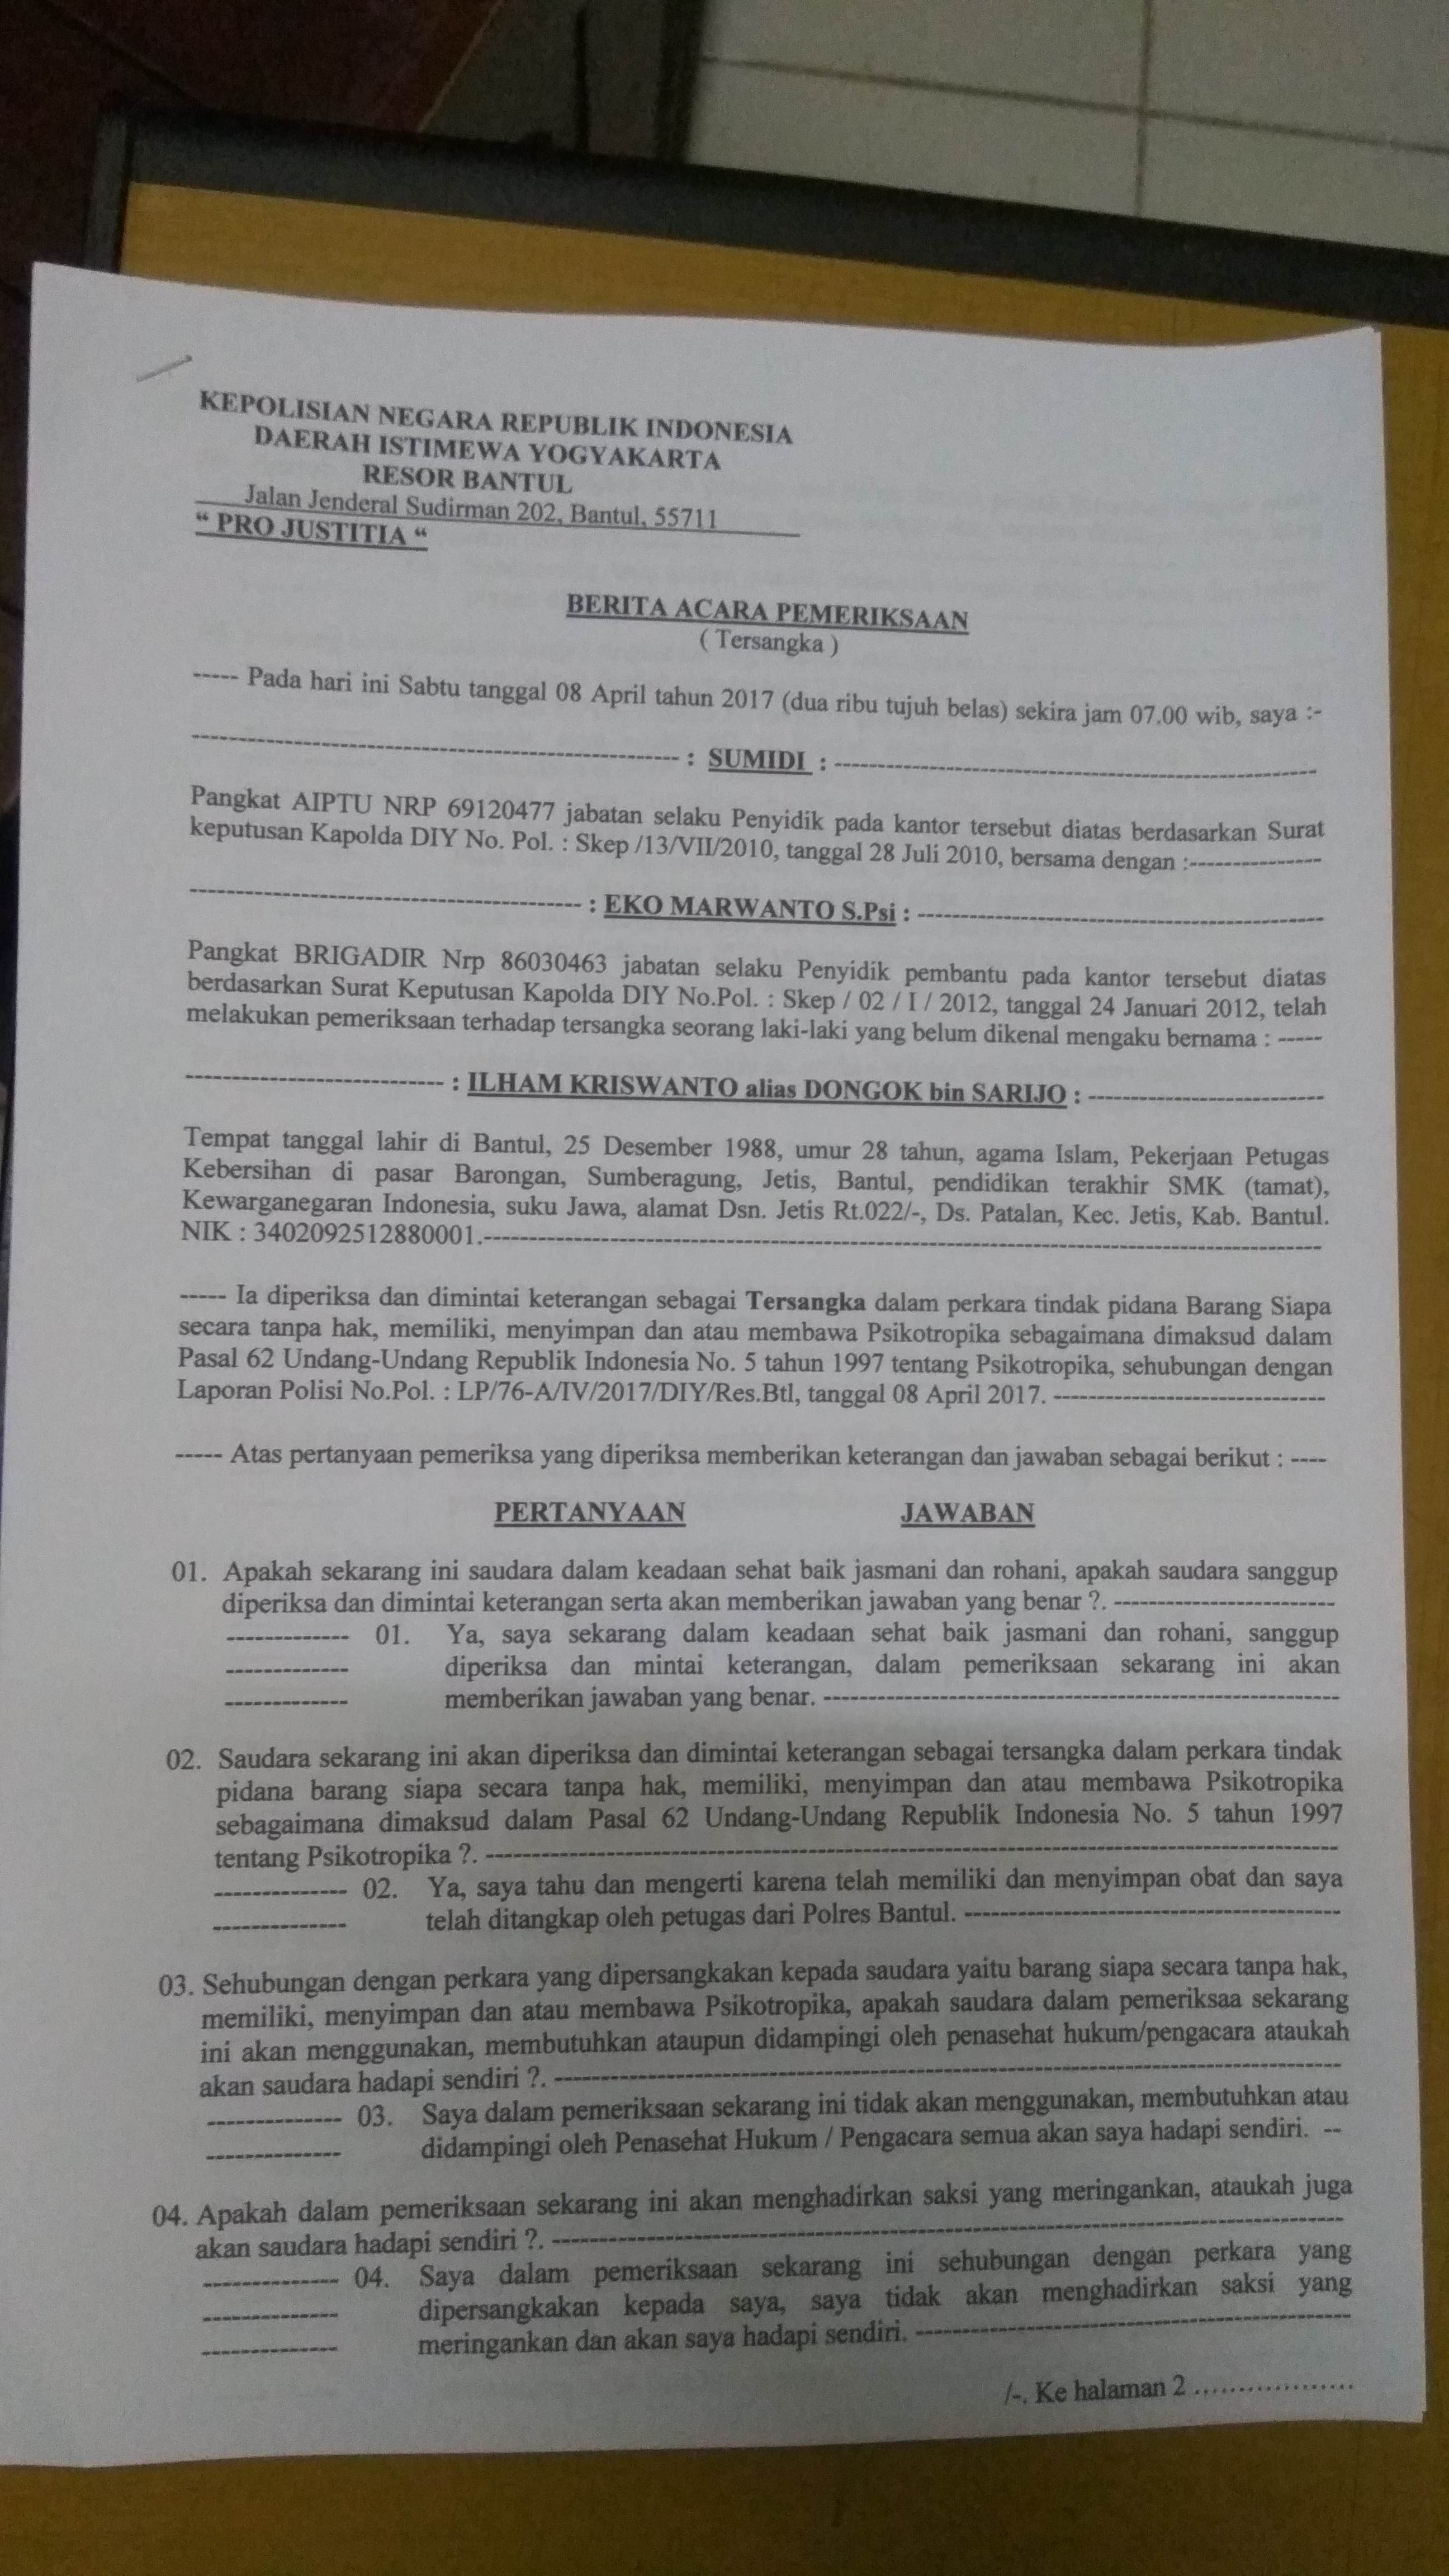 KEPOLISIAN NEGARA REPUBLIK INDONESIA
DAERAH ISTIMEWA YOGYAKARTA
RESOR BANTUL
Jalan Jenderal Sudirman 202, Bantul, 55711
“ PRO JUSTITIA “
BERITA ACARA PEMERIKSAAN
( Tersangka )
----- Pada hari ini Sabtu tanggal 08 April tahun 2017 (dua ribu tujuh belas) sekira jam 07.00 wib, saya :-
------------------------------------------------------- : SUMIDI : -------------------------------------------------------
Pangkat AIPTU NRP 69120477 jabatan selaku Penyidik pada kantor tersebut diatas berdasarkan Surat
keputusan Kapolda DIY No. Pol. : Skep /13/VII/2010, tanggal 28 Juli 2010, bersama dengan :---------------
-------------------------------------------- : EKO MARWANTO S.Psi : ----------------------------------------------
Pangkat BRIGADIR Nrp 86030463 jabatan selaku Penyidik pembantu pada kantor tersebut diatas
berdasarkan Surat Keputusan Kapolda DIY No.Pol. : Skep / 02 / I / 2012, tanggal 24 Januari 2012, telah
melakukan pemeriksaan terhadap tersangka seorang laki-laki yang belum dikenal mengaku bernama : -----
----------------------------- : ILHAM KRISWANTO alias DONGOK bin SARIJO : ---------------------------
Tempat tanggal lahir di Bantul, 25 Desember 1988, umur 28 tahun, agama Islam, Pekerjaan Petugas
Kebersihan di pasar Barongan, Sumberagung, Jetis, Bantul, pendidikan terakhir SMK (tamat),
Kewarganegaran Indonesia, suku Jawa, alamat Dsn. Jetis Rt.022/-, Ds. Patalan, Kec. Jetis, Kab. Bantul.
NIK : 3402092512880001.-----------------------------------------------------------------------------------------------
----- Ia diperiksa dan dimintai keterangan sebagai Tersangka dalam perkara tindak pidana Barang Siapa
secara tanpa hak, memiliki, menyimpan dan atau membawa Psikotropika sebagaimana dimaksud dalam
Pasal 62 Undang-Undang Republik Indonesia No. 5 tahun 1997 tentang Psikotropika, sehubungan dengan
Laporan Polisi No.Pol. : LP/76-A/IV/2017/DIY/Res.Btl, tanggal 08 April 2017. ------------------------------
----- Atas pertanyaan pemeriksa yang diperiksa memberikan keterangan dan jawaban sebagai berikut : ----
PERTANYAAN JAWABAN
01. Apakah sekarang ini saudara dalam keadaan sehat baik jasmani dan rohani, apakah saudara sanggup
diperiksa dan dimintai keterangan serta akan memberikan jawaban yang benar ?. -------------------------
-------------- 01. Ya, saya sekarang dalam keadaan sehat baik jasmani dan rohani, sanggup
-------------- diperiksa dan mintai keterangan, dalam pemeriksaan sekarang ini akan
-------------- memberikan jawaban yang benar. ----------------------------------------------------------
02. Saudara sekarang ini akan diperiksa dan dimintai keterangan sebagai tersangka dalam perkara tindak
pidana barang siapa secara tanpa hak, memiliki, menyimpan dan atau membawa Psikotropika
sebagaimana dimaksud dalam Pasal 62 Undang-Undang Republik Indonesia No. 5 tahun 1997
tentang Psikotropika ?. ------------------------------------------------------------------------------------------------
--------------- 02. Ya, saya tahu dan mengerti karena telah memiliki dan menyimpan obat dan saya
--------------- telah ditangkap oleh petugas dari Polres Bantul. ------------------------------------------
03. Sehubungan dengan perkara yang dipersangkakan kepada saudara yaitu barang siapa secara tanpa hak,
memiliki, menyimpan dan atau membawa Psikotropika, apakah saudara dalam pemeriksaa sekarang
ini akan menggunakan, membutuhkan ataupun didampingi oleh penasehat hukum/pengacara ataukah
akan saudara hadapi sendiri ?. ----------------------------------------------------------------------------------------
--------------- 03. Saya dalam pemeriksaan sekarang ini tidak akan menggunakan, membutuhkan atau
--------------- didampingi oleh Penasehat Hukum / Pengacara semua akan saya hadapi sendiri. --
04. Apakah dalam pemeriksaan sekarang ini akan menghadirkan saksi yang meringankan, ataukah juga
akan saudara hadapi sendiri ?. ----------------------------------------------------------------------------------------
--------------- 04. Saya dalam pemeriksaan sekarang ini sehubungan dengan perkara yang
--------------- dipersangkakan kepada saya, saya tidak akan menghadirkan saksi yang
--------------- meringankan dan akan saya hadapi sendiri. -------------------------------------------------
/-. Ke halaman 2 ..................